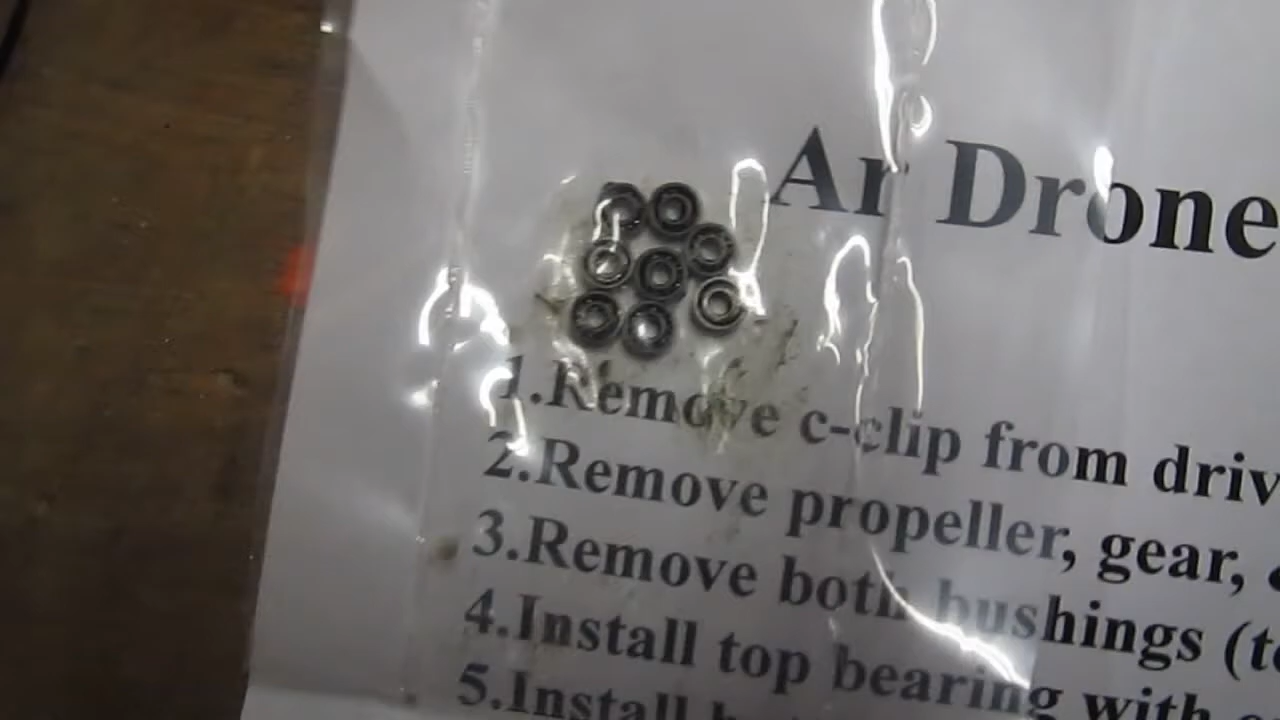 Ar Drone
1.Remove c-clip from driv
2.Remove propeller, gear,
3.Remove both bushings (t
4.Install top bearing with
5.Install